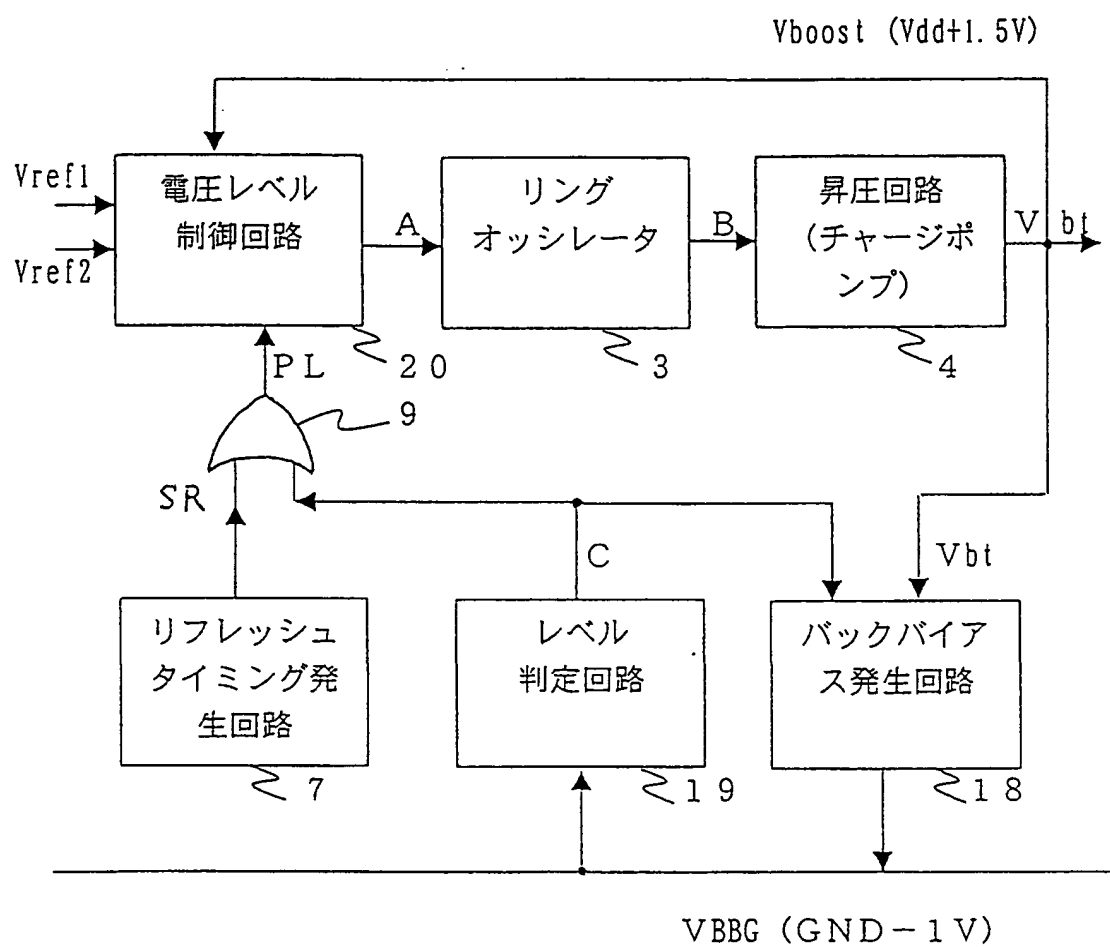 Vboost (Vdd+1.5V)
Vref1
Vref2
電圧レベル
制御回路
A
リング
オッシレータ
B
昇圧回路
(チャージポ
ンプ)
V bt
PL
20
3
4
9
SR
C
Vbt
リフレッシュ
タイミング発
生回路
レベル
判定回路
バックバイア
ス発生回路
7
19
18
VBBG (GND-1V)